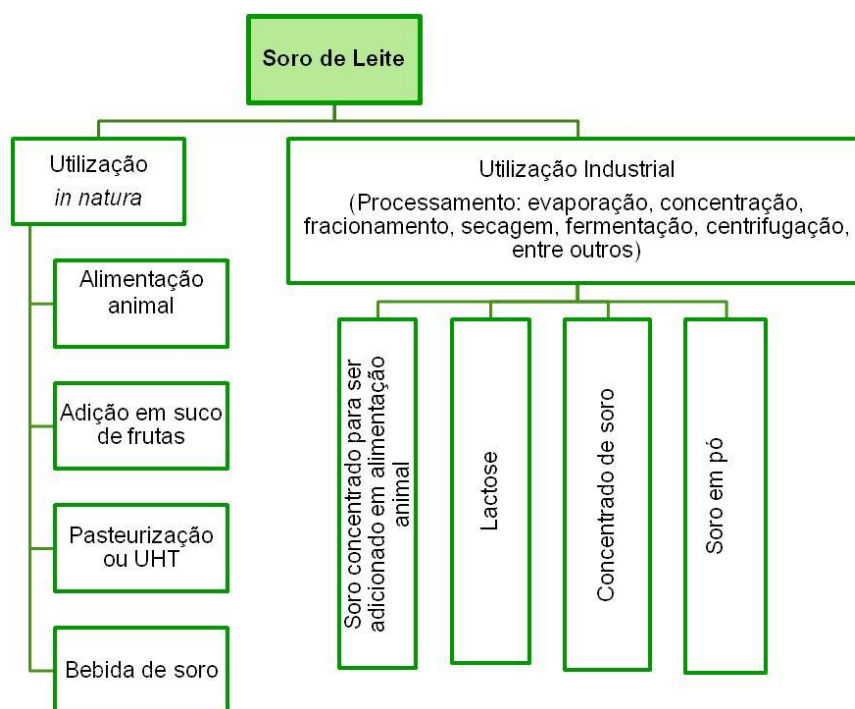 Soro de Leite
Utilização
in natura
Alimentação
animal
Adição em suco
de frutas
Pasteurização
ou UHT
Bebida de soro
Utilização Industrial
(Processamento: evaporação, concentração,
fracionamento, secagem, fermentação, centrifugação,
entre outros)
Soro concentrado para ser
adicionado em alimentação
animal
Lactose
Concentrado de soro
Soro em pó